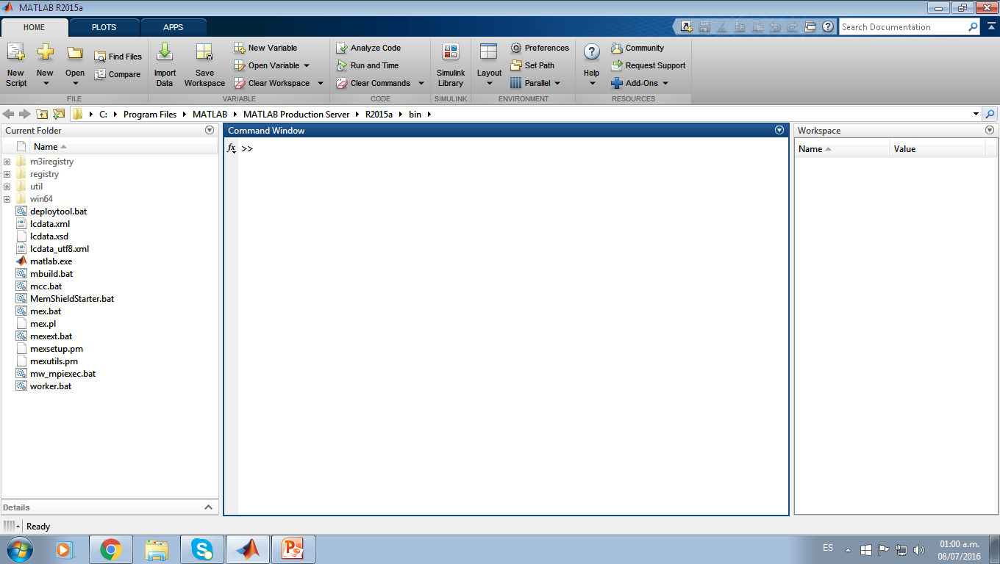 MATLAB R2015a
HOME PLOTS APPS
Search Documentation
New Script
New
Open
Find Files
Compare
FILE
Import Data
Save Workspace
New Variable
Open Variable
Clear Workspace
VARIABLE
Analyze Code
Run and Time
Clear Commands
CODE
Simulink Library
SIMULINK
Layout
Preferences
Set Path
Parallel
ENVIRONMENT
Help
Community
Request Support
Add-Ons
RESOURCES
C: Program Files MATLAB MATLAB Production Server R2015a bin
Current Folder
Name
m3iregistry
registry
util
win64
deploytool.bat
lcdata.xml
lcdata.xsd
lcdata_utf8.xml
matlab.exe
mbuild.bat
mcc.bat
MemShieldStarter.bat
mex.bat
mex.pl
mexext.bat
mexsetup.pm
mexutils.pm
mw_mpiexec.bat
worker.bat
Details
Command Window
fx >>
Workspace
Name Value
Ready
ES
01:00 a.m.
08/07/2016